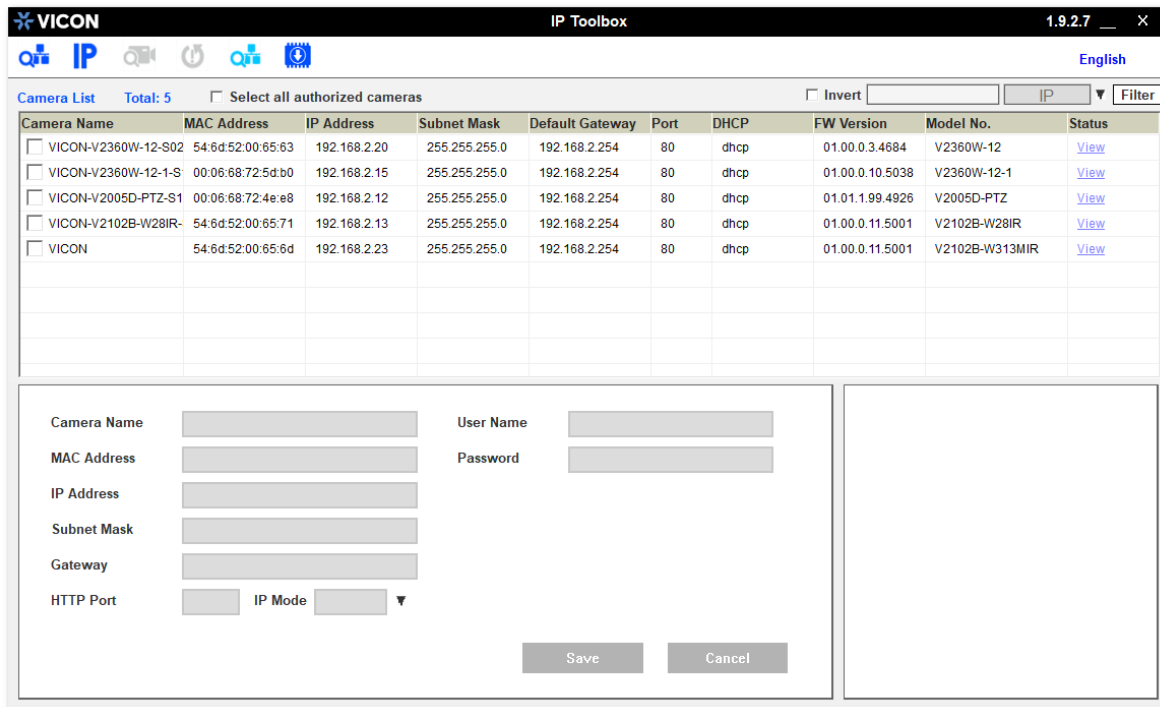 VICON IP Toolbox 1.9.2.7 __ X
IP English
Camera List Total: 5 Select all authorized cameras Invert IP ▼ Filter
Camera Name MAC Address IP Address Subnet Mask Default Gateway Port DHCP FW Version Model No. Status
VICON-V2360W-12-S02 54:6d:52:00:65:63 192.168.2.20 255.255.255.0 192.168.2.254 80 dhcp 01.00.0.3.4684 V2360W-12 View
VICON-V2360W-12-1-S 00:06:68:72:5d:b0 192.168.2.15 255.255.255.0 192.168.2.254 80 dhcp 01.00.0.10.5038 V2360W-12-1 View
VICON-V2005D-PTZ-S1 00:06:68:72:4e:e8 192.168.2.12 255.255.255.0 192.168.2.254 80 dhcp 01.01.1.99.4926 V2005D-PTZ View
VICON-V2102B-W28IR- 54:6d:52:00:65:71 192.168.2.13 255.255.255.0 192.168.2.254 80 dhcp 01.00.0.11.5001 V2102B-W28IR View
VICON 54:6d:52:00:65:6d 192.168.2.23 255.255.255.0 192.168.2.254 80 dhcp 01.00.0.11.5001 V2102B-W313MIR View
Camera Name User Name
MAC Address Password
IP Address
Subnet Mask
Gateway
HTTP Port IP Mode ▼
Save Cancel